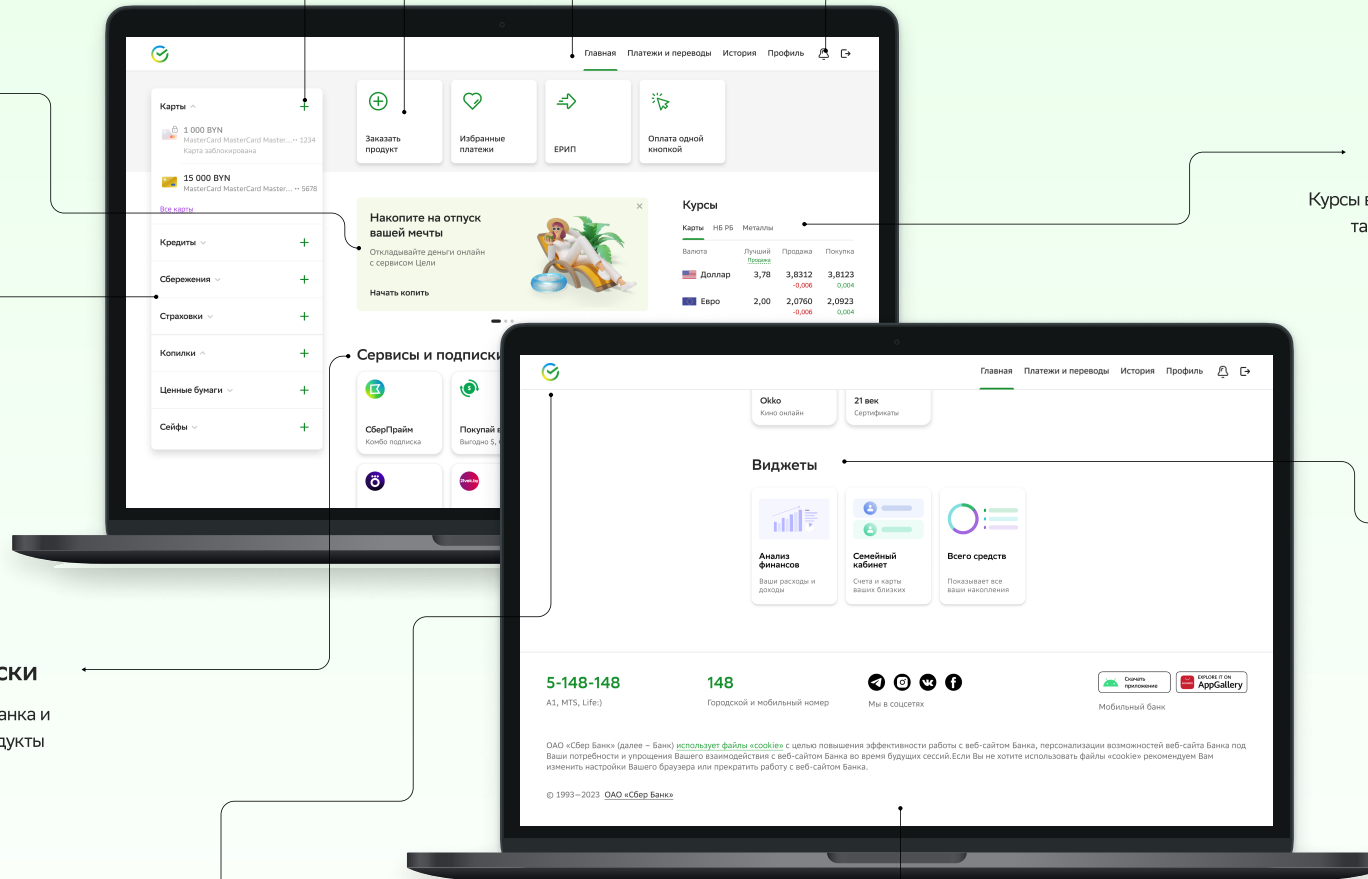 Главная Платежи и переводы История Профиль
Карты
1 000 BYN
MasterCard MasterCard Master...•• 1234
Карта заблокирована
15 000 BYN
MasterCard MasterCard Master...•• 5678
Все карты
Кредиты
Сбережения
Страховки
Копилки
Ценные бумаги
Сейфы
Заказать
продукт
Избранные
платежи
ЕРИП
Оплата одной
кнопкой
Накопите на отпуск
вашей мечты
Откладывайте деньги онлайн
с сервисом Цели
Начать копить
Курсы
Карты НБ РБ Металлы
Валюта Лучший Продажа Покупка
Продажа
Доллар 3,78 3,8312 3,8123
-0,006 0,004
Евро 2,00 2,0760 2,0923
-0,006 0,004
Сервисы и подписки
СберПрайм
Комбо подписка
Покупай в
Выгодно $,
21vek.by
Курсы в
та
ски
анка и
дукты
Главная Платежи и переводы История Профиль
Okko
Кино онлайн
21 век
Сертификаты
Виджеты
Анализ
финансов
Ваши расходы и
доходы
Семейный
кабинет
Счета и карты
ваших близких
Всего средств
Показывает все
ваши накопления
5-148-148
A1, MTS, Life:)
148
Городской и мобильный номер
Мы в соцсетях
Скачать
приложение
EXPLORE IT ON
AppGallery
Мобильный банк
ОАО «Сбер Банк» (далее – Банк) использует файлы «cookie» с целью повышения эффективности работы с веб-сайтом Банка, персонализации возможностей веб-сайта Банка под
Ваши потребности и упрощения Вашего взаимодействия с веб-сайтом Банка во время будущих сессий.Если Вы не хотите использовать файлы «cookie» рекомендуем Вам
изменить настройки Вашего браузера или прекратить работу с веб-сайтом Банка.
© 1993—2023 ОАО «Сбер Банк»